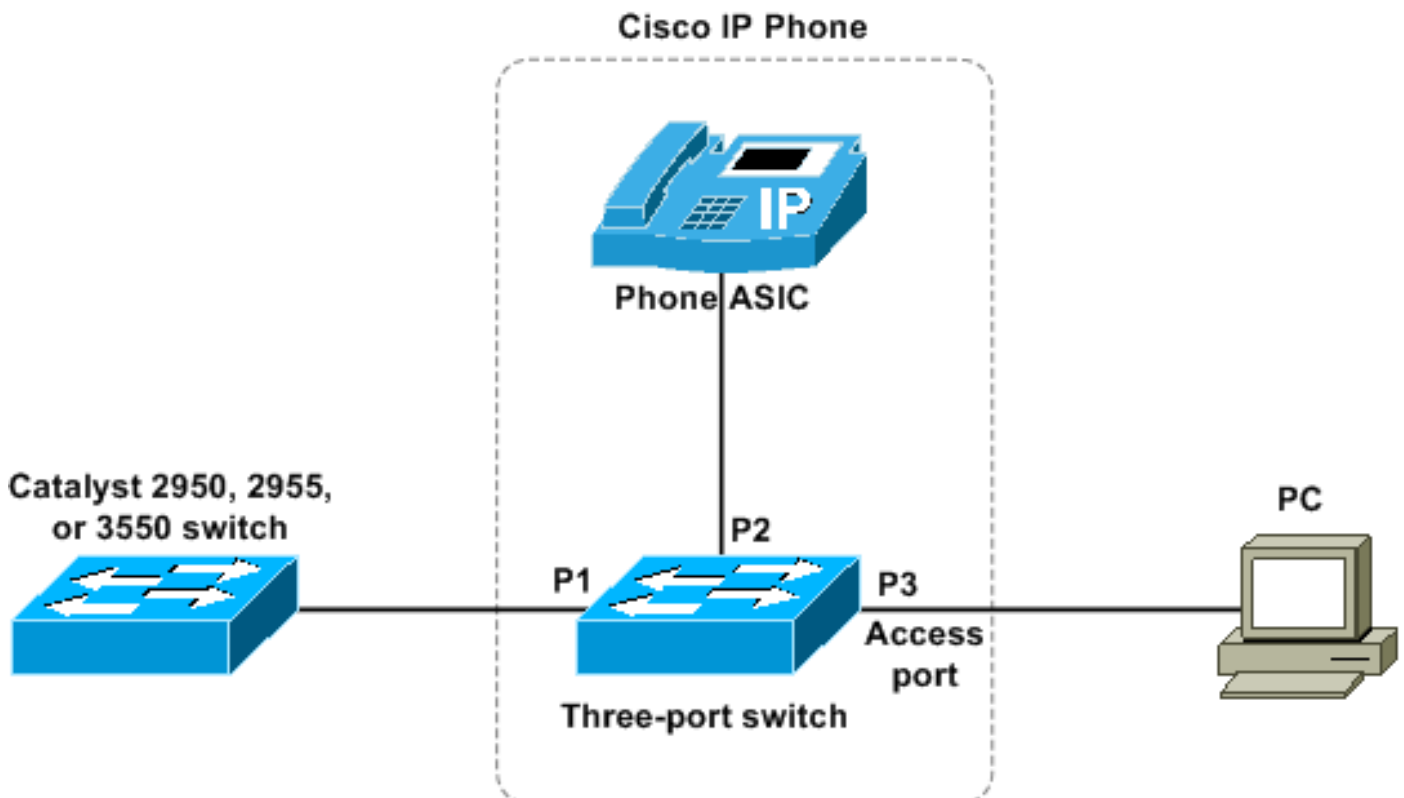 Cisco IP Phone
IP
Phone ASIC
Catalyst 2950, 2955,
or 3550 switch
P2
PC
P1
P3
Access
port
Three-port switch